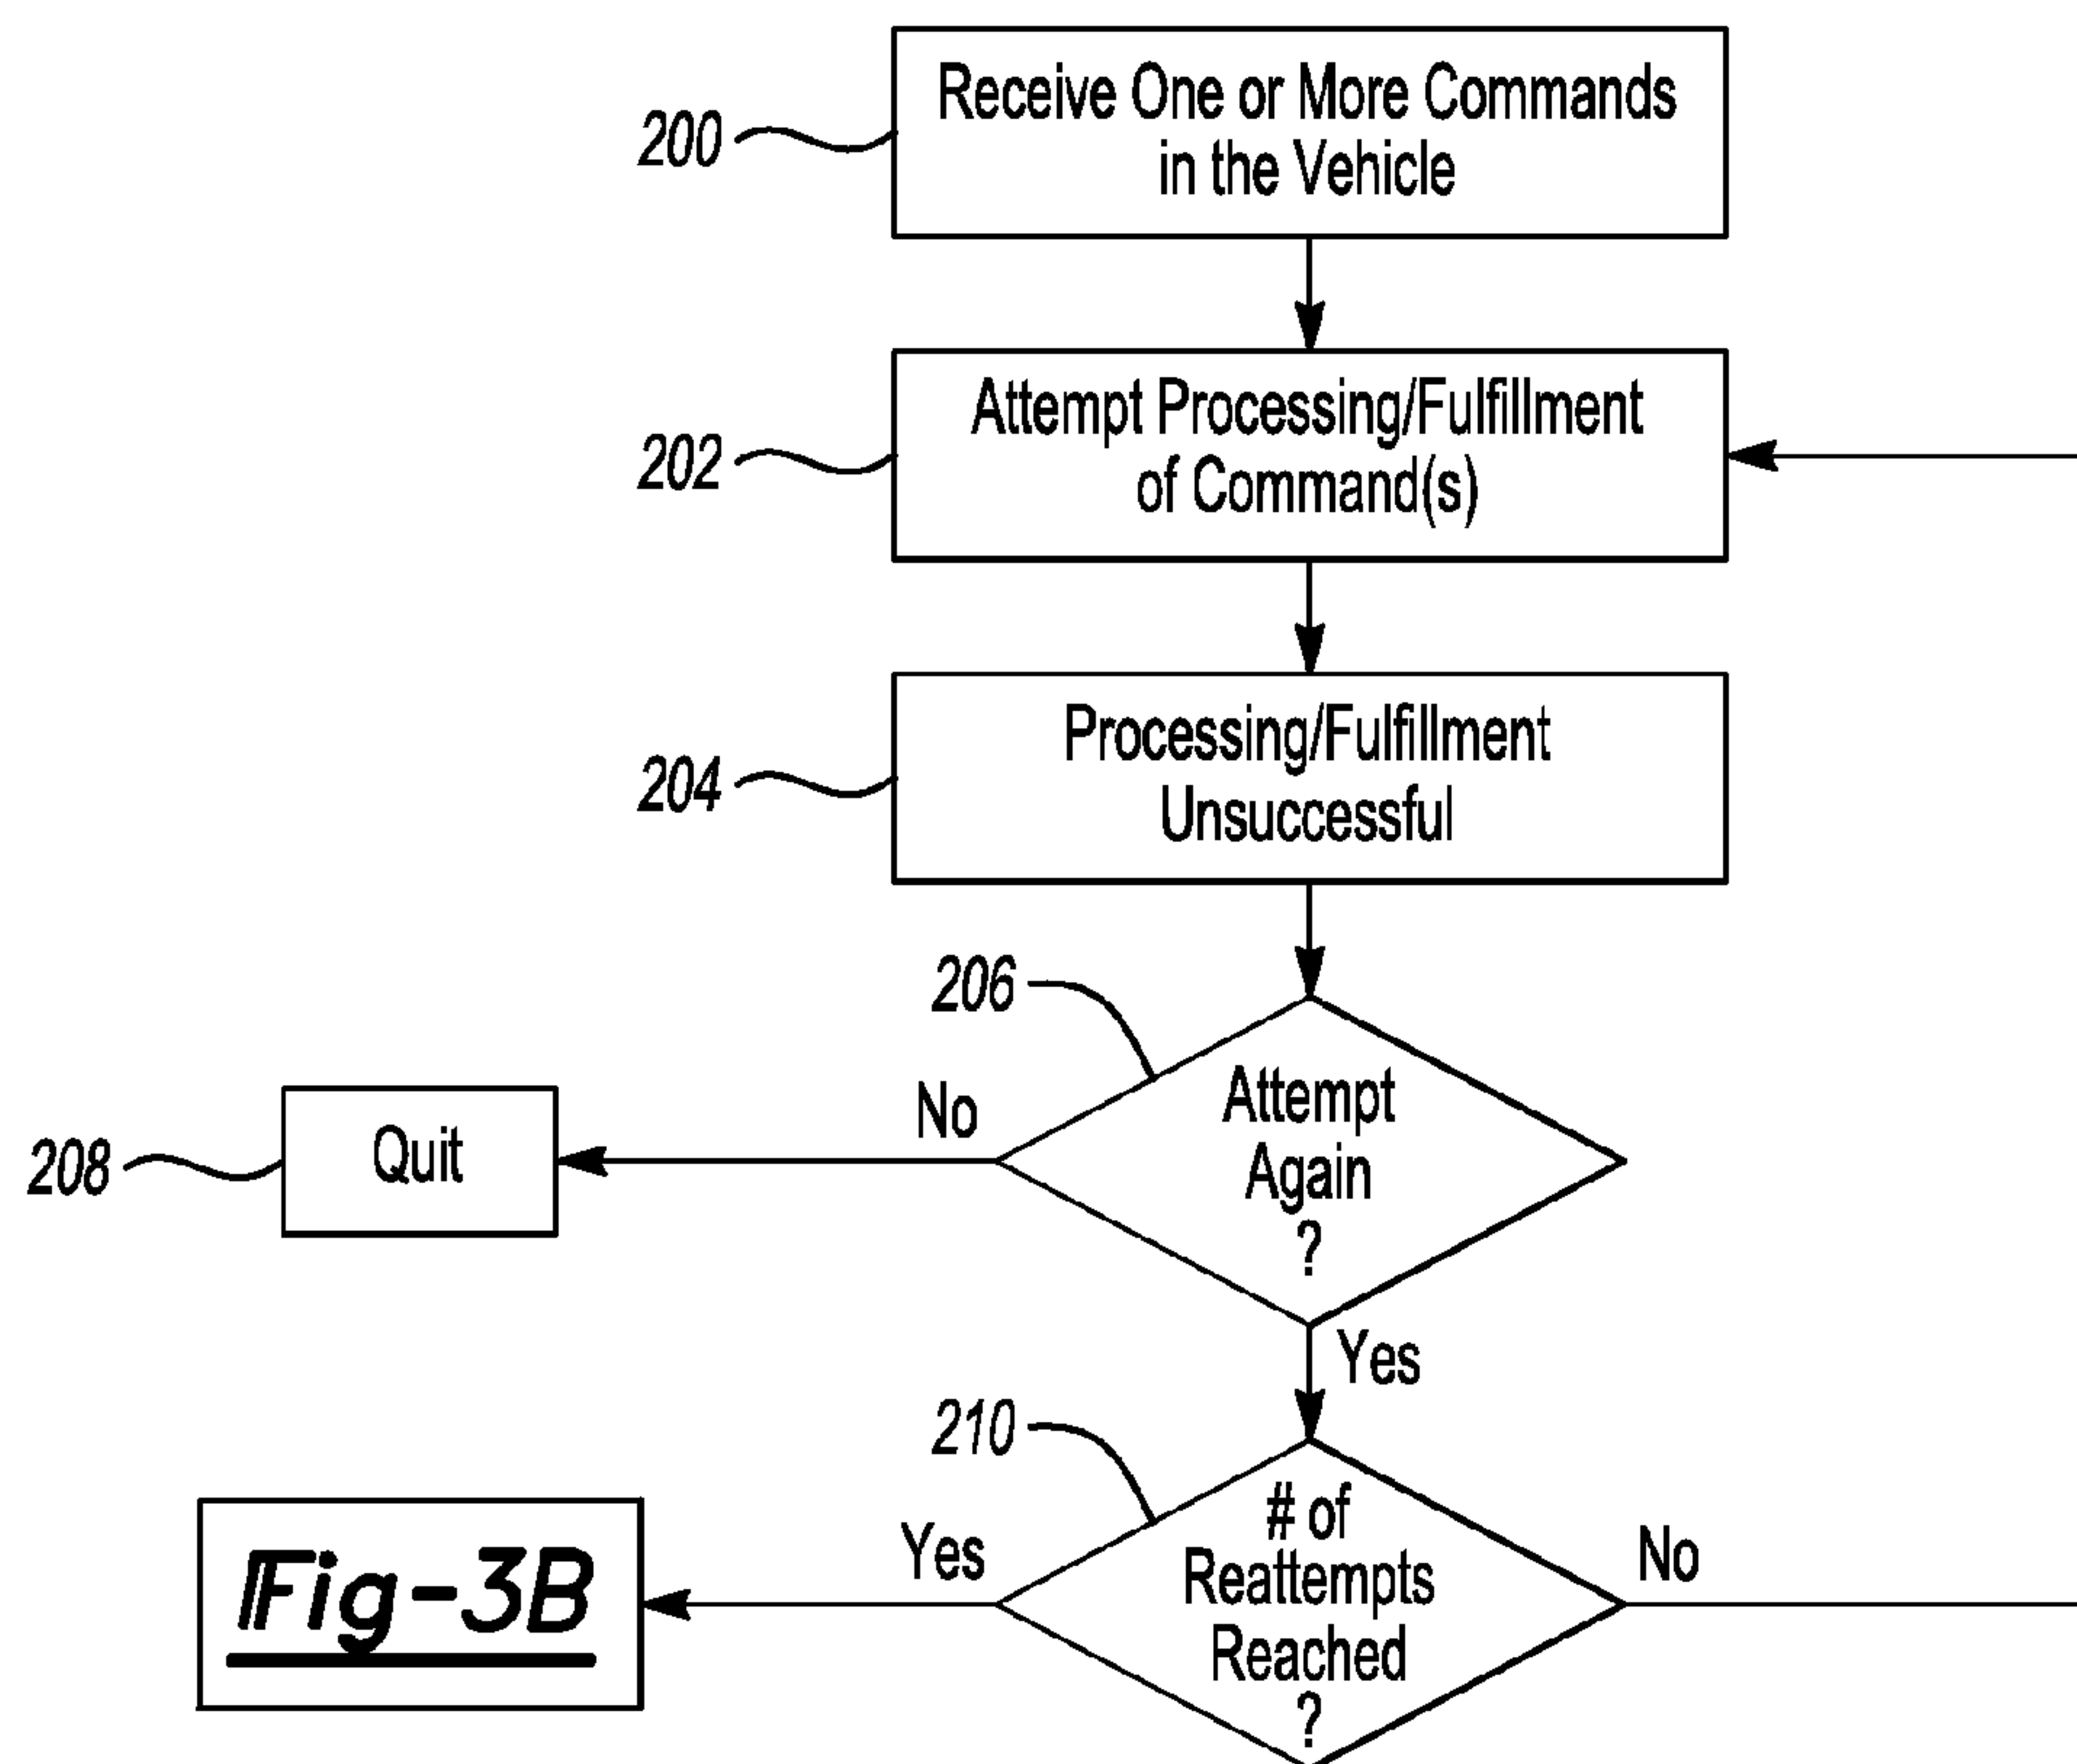 Receive One or More Commands
in the Vehicle
200
Attempt Processing/Fulfillment
of Command(s)
202
Processing/Fulfillment
Unsuccessful
204
206
Attempt
Again
?
No
Quit
208
Yes
210
# of
Reattempts
Reached
?
Yes
No
Fig-3B